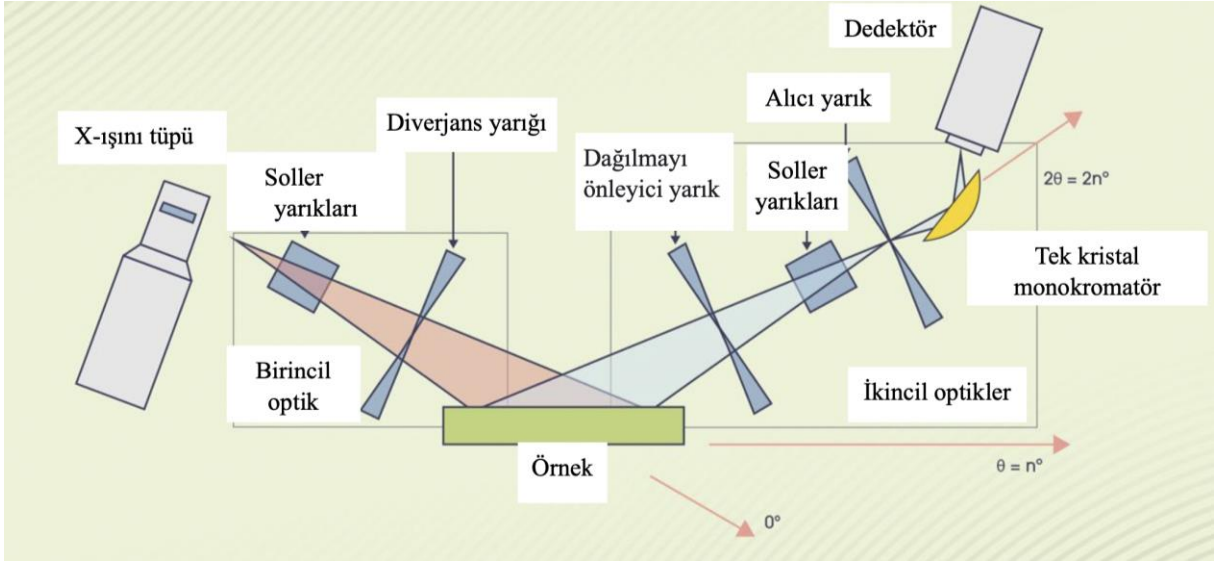 Dedektör
Alıcı yarık
X-ışını tüpü
Diverjans yarığı
Soller
yarıkları
Dağılmayı
önleyici yarık
Soller
yarıkları
2θ = 2n°
Tek kristal
monokromatör
Birincil
optik
İkincil optikler
Örnek
θ = n°
0°